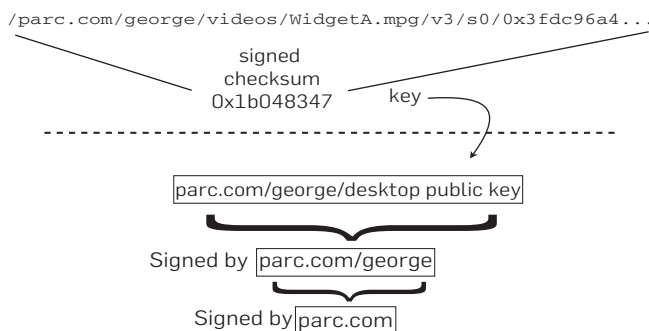 /parc.com/george/videos/WidgetA.mpg/v3/s0/0x3fdc96a4...
signed
checksum
0x1b048347
key
parc.com/george/desktop public key
Signed by parc.com/george
Signed by parc.com